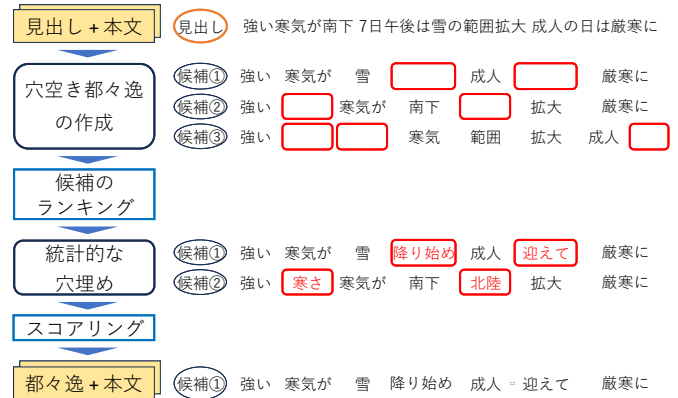 見出し + 本文 見出し 強い寒気が南下 7日午後は雪の範囲拡大 成人の日は厳寒に
穴空き都々逸
の作成
候補① 強い 寒気が 雪 成人 厳寒に
候補② 強い 寒気が 南下 拡大 厳寒に
候補③ 強い 寒気 範囲 拡大 成人
候補の
ランキング
統計的な
穴埋め
候補① 強い 寒気が 雪 降り始め 成人 迎えて 厳寒に
候補② 強い 寒さ 寒気が 南下 北陸 拡大 厳寒に
スコアリング
都々逸 + 本文 候補① 強い 寒気が 雪 降り始め 成人 迎えて 厳寒に